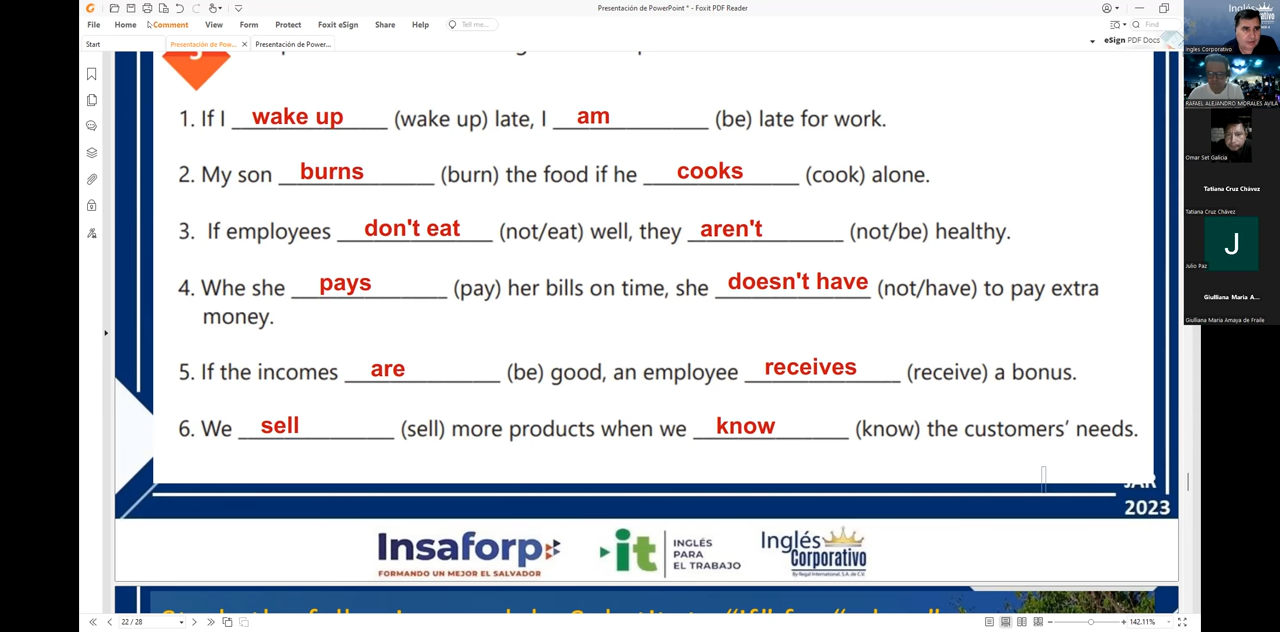 Presentación de PowerPoint * - Foxit PDF Reader
File Home Comment View Form Protect Foxit eSign Share Help Tell me... Find
Start Presentación de Pow... Presentación de Power... eSign PDF Docs
1. If I wake up (wake up) late, I am (be) late for work.
2. My son burns (burn) the food if he cooks (cook) alone.
3. If employees don't eat (not/eat) well, they aren't (not/be) healthy.
4. Whe she pays (pay) her bills on time, she doesn't have (not/have) to pay extra
money.
5. If the incomes are (be) good, an employee receives (receive) a bonus.
6. We sell (sell) more products when we know (know) the customers' needs.
JAR
2023
Insaforp
FORMANDO UN MEJOR EL SALVADOR
it INGLÉS
PARA
EL TRABAJO
Inglés
Corporativo
By Regal International, S.A. de C.V.
22 / 28
142.11%
Ingles Corporativo
RAFAEL ALEJANDRO MORALES AVILA
Omar Set Galicia
Tatiana Cruz Chávez
Tatiana Cruz Chávez
J
Julio Paz
Giulliana Maria A...
Giulliana Maria Amaya de Fraile